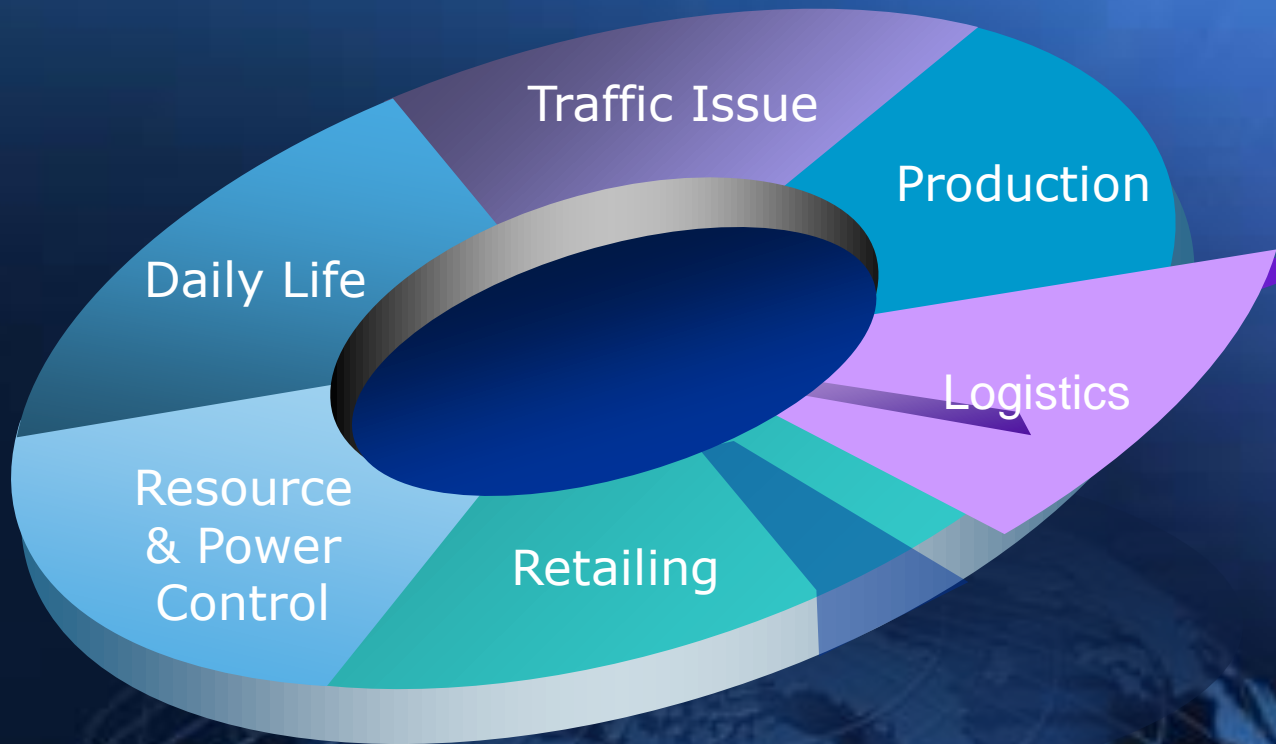 Traffic Issue
Production
Daily Life
Logistics
Resource
& Power
Control
Retailing